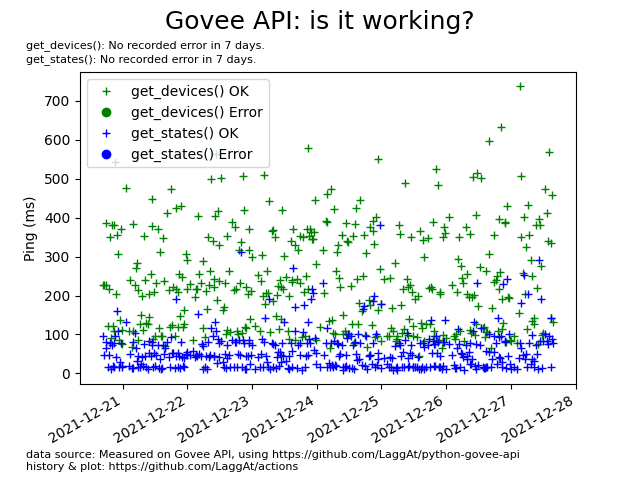 Govee API: is it working?
get_devices(): No recorded error in 7 days.
get_states(): No recorded error in 7 days.
get_devices() OK
get_devices() Error
get_states() OK
get_states() Error
Ping (ms)
700
600
500
400
300
200
100
0
2021-12-21
2021-12-22
2021-12-23
2021-12-24
2021-12-25
2021-12-26
2021-12-27
2021-12-28
data source: Measured on Govee API, using https://github.com/LaggAt/python-govee-api
history & plot: https://github.com/LaggAt/actions